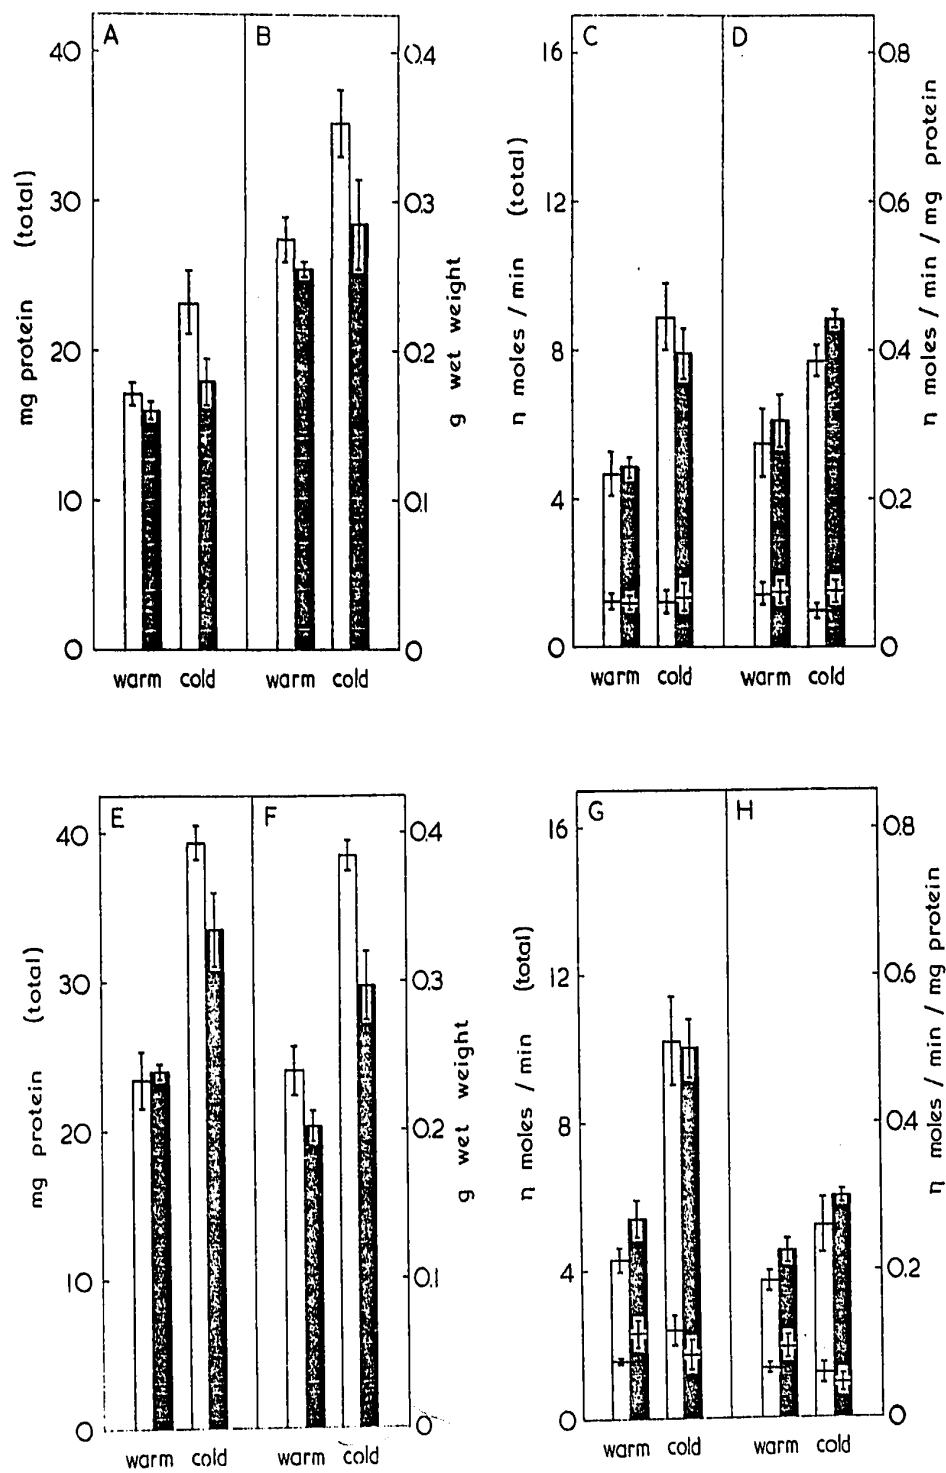 A
B
40
30
20
10
0
mg protein (total)
0.4
0.3
0.2
0.1
0
g wet weight
warm cold warm cold
C
D
16
12
8
4
0
η moles / min (total)
0.8
0.6
0.4
0.2
0
η moles / min / mg protein
warm cold warm cold
E
F
40
30
20
10
0
mg protein (total)
0.4
0.3
0.2
0.1
0
g wet weight
warm cold warm cold
G
H
16
12
8
4
0
η moles / min (total)
0.8
0.6
0.4
0.2
0
η moles / min / mg protein
warm cold warm cold